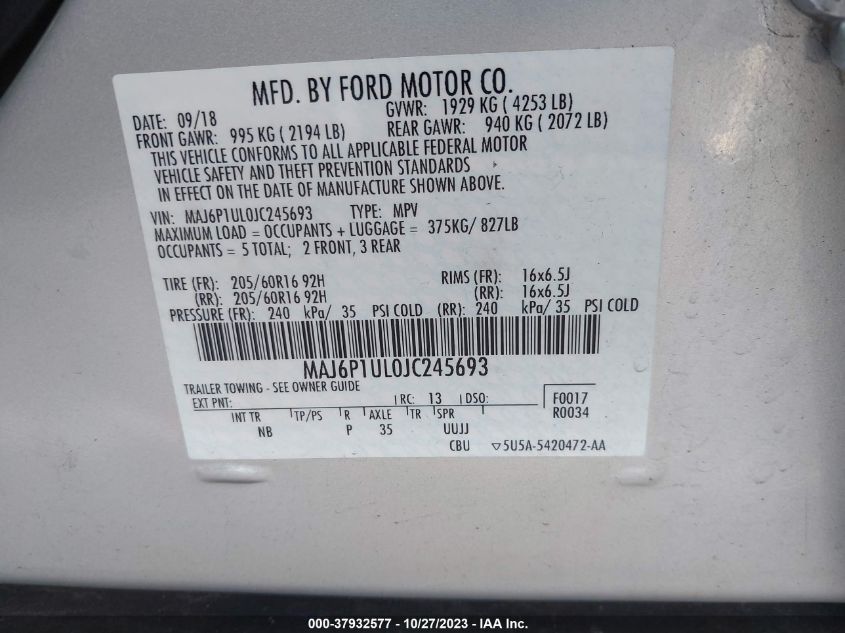 MFD. BY FORD MOTOR CO.
DATE: 09/18 GVWR: 1929 KG ( 4253 LB)
FRONT GAWR: 995 KG ( 2194 LB) REAR GAWR: 940 KG ( 2072 LB)
THIS VEHICLE CONFORMS TO ALL APPLICABLE FEDERAL MOTOR
VEHICLE SAFETY AND THEFT PREVENTION STANDARDS
IN EFFECT ON THE DATE OF MANUFACTURE SHOWN ABOVE.
VIN: MAJ6P1UL0JC245693 TYPE: MPV
MAXIMUM LOAD = OCCUPANTS + LUGGAGE = 375KG/ 827LB
OCCUPANTS = 5 TOTAL; 2 FRONT, 3 REAR
TIRE (FR): 205/60R16 92H RIMS (FR): 16x6.5J
(RR): 205/60R16 92H (RR): 16x6.5J
PRESSURE (FR): 240 kPa/ 35 PSI COLD (RR): 240 kPa/ 35 PSI COLD
MAJ6P1UL0JC245693
TRAILER TOWING - SEE OWNER GUIDE
EXT PNT: RC: 13 DSO: F0017
R0034
INT TR TP/PS R AXLE TR SPR
NB P 35 UUJJ
CBU ▽5U5A-5420472-AA
000-37932577 - 10/27/2023 - IAA Inc.